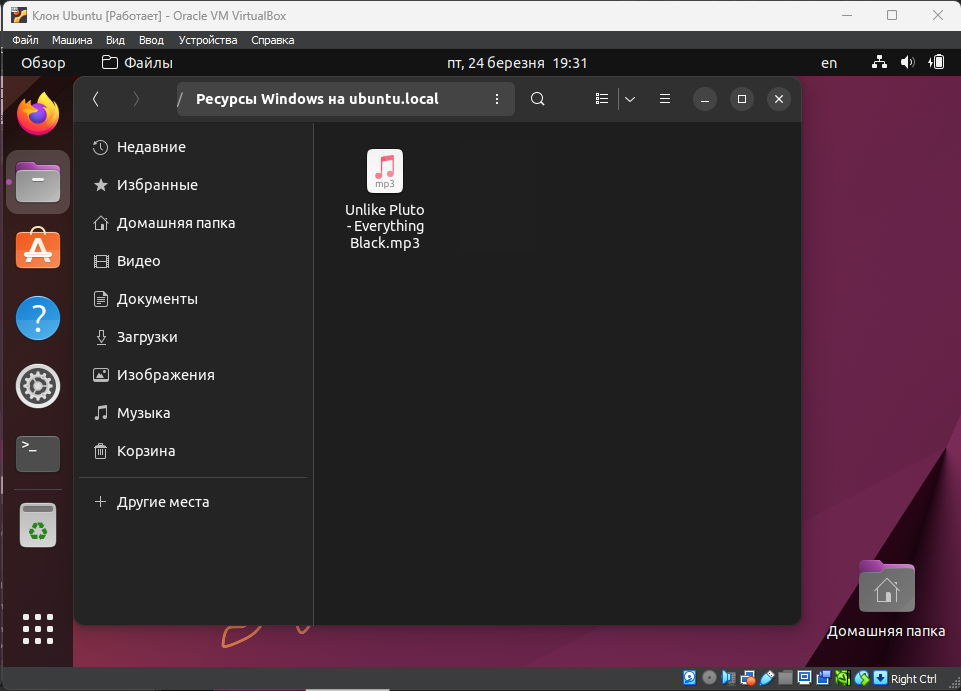 Клон Ubuntu [Работает] - Oracle VM VirtualBox
Файл Машина Вид Ввод Устройства Справка
Обзор Файлы пт, 24 березня 19:31 en
/ Ресурсы Windows на ubuntu.local
Недавние
Избранные
Домашняя папка
Видео
Документы
Загрузки
Изображения
Музыка
Корзина
+ Другие места
mp3
Unlike Pluto
- Everything
Black.mp3
>_
Домашняя папка
Right Ctrl